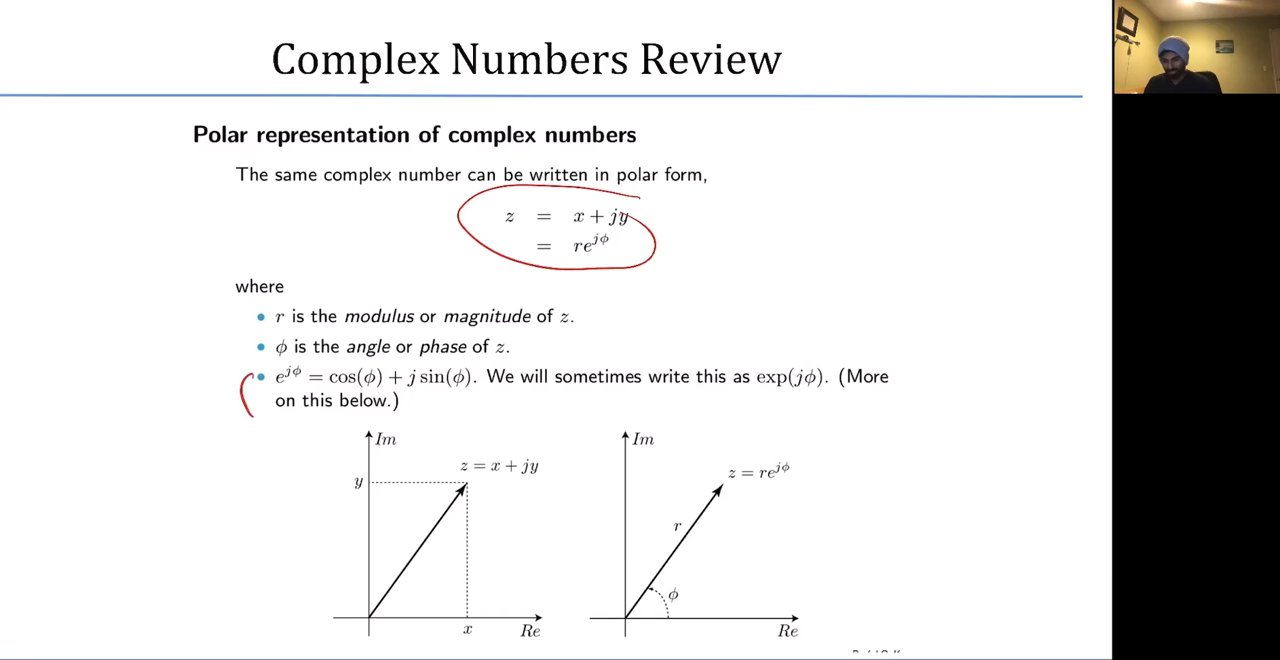 Complex Numbers Review
Polar representation of complex numbers
The same complex number can be written in polar form,
z = x + jy
= re^{jϕ}
where
• r is the modulus or magnitude of z.
• ϕ is the angle or phase of z.
• e^{jϕ} = cos(ϕ) + j sin(ϕ). We will sometimes write this as exp(jϕ). (More
on this below.)
Im
z = x + jy
y
x
Re
Im
z = re^{jϕ}
r
ϕ
Re